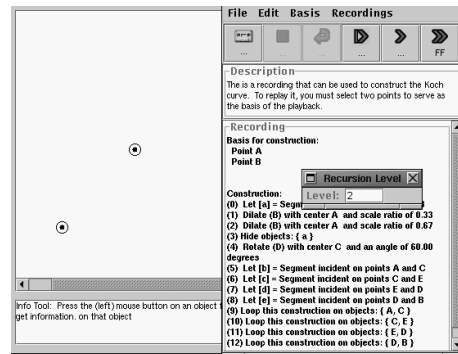 File Edit Basis Recordings
... ... ... ... ... FF
Description
The is a recording that can be used to construct the Koch
curve. To replay it, you must select two points to serve as
the basis of the playback.
Recording
Basis for construction:
Point A
Point B
Recursion Level
Level: 2
Construction:
(0) Let [a] =
(1) Dilate (B) with center A and scale ratio of 0.33
(2) Dilate (B) with center A and scale ratio of 0.67
(3) Hide objects: { a }
(4) Rotate (D) with center C and an angle of 60.00
degrees
(5) Let [b] = Segment incident on points A and C
(6) Let [c] = Segment incident on points C and E
(7) Let [d] = Segment incident on points E and D
(8) Let [e] = Segment incident on points D and B
(9) Loop this construction on objects: { A, C }
(10) Loop this construction on objects: { C, E }
(11) Loop this construction on objects: { E, D }
(12) Loop this construction on objects: { D, B }
Info Tool: Press the (left) mouse button on an object
get information. on that object